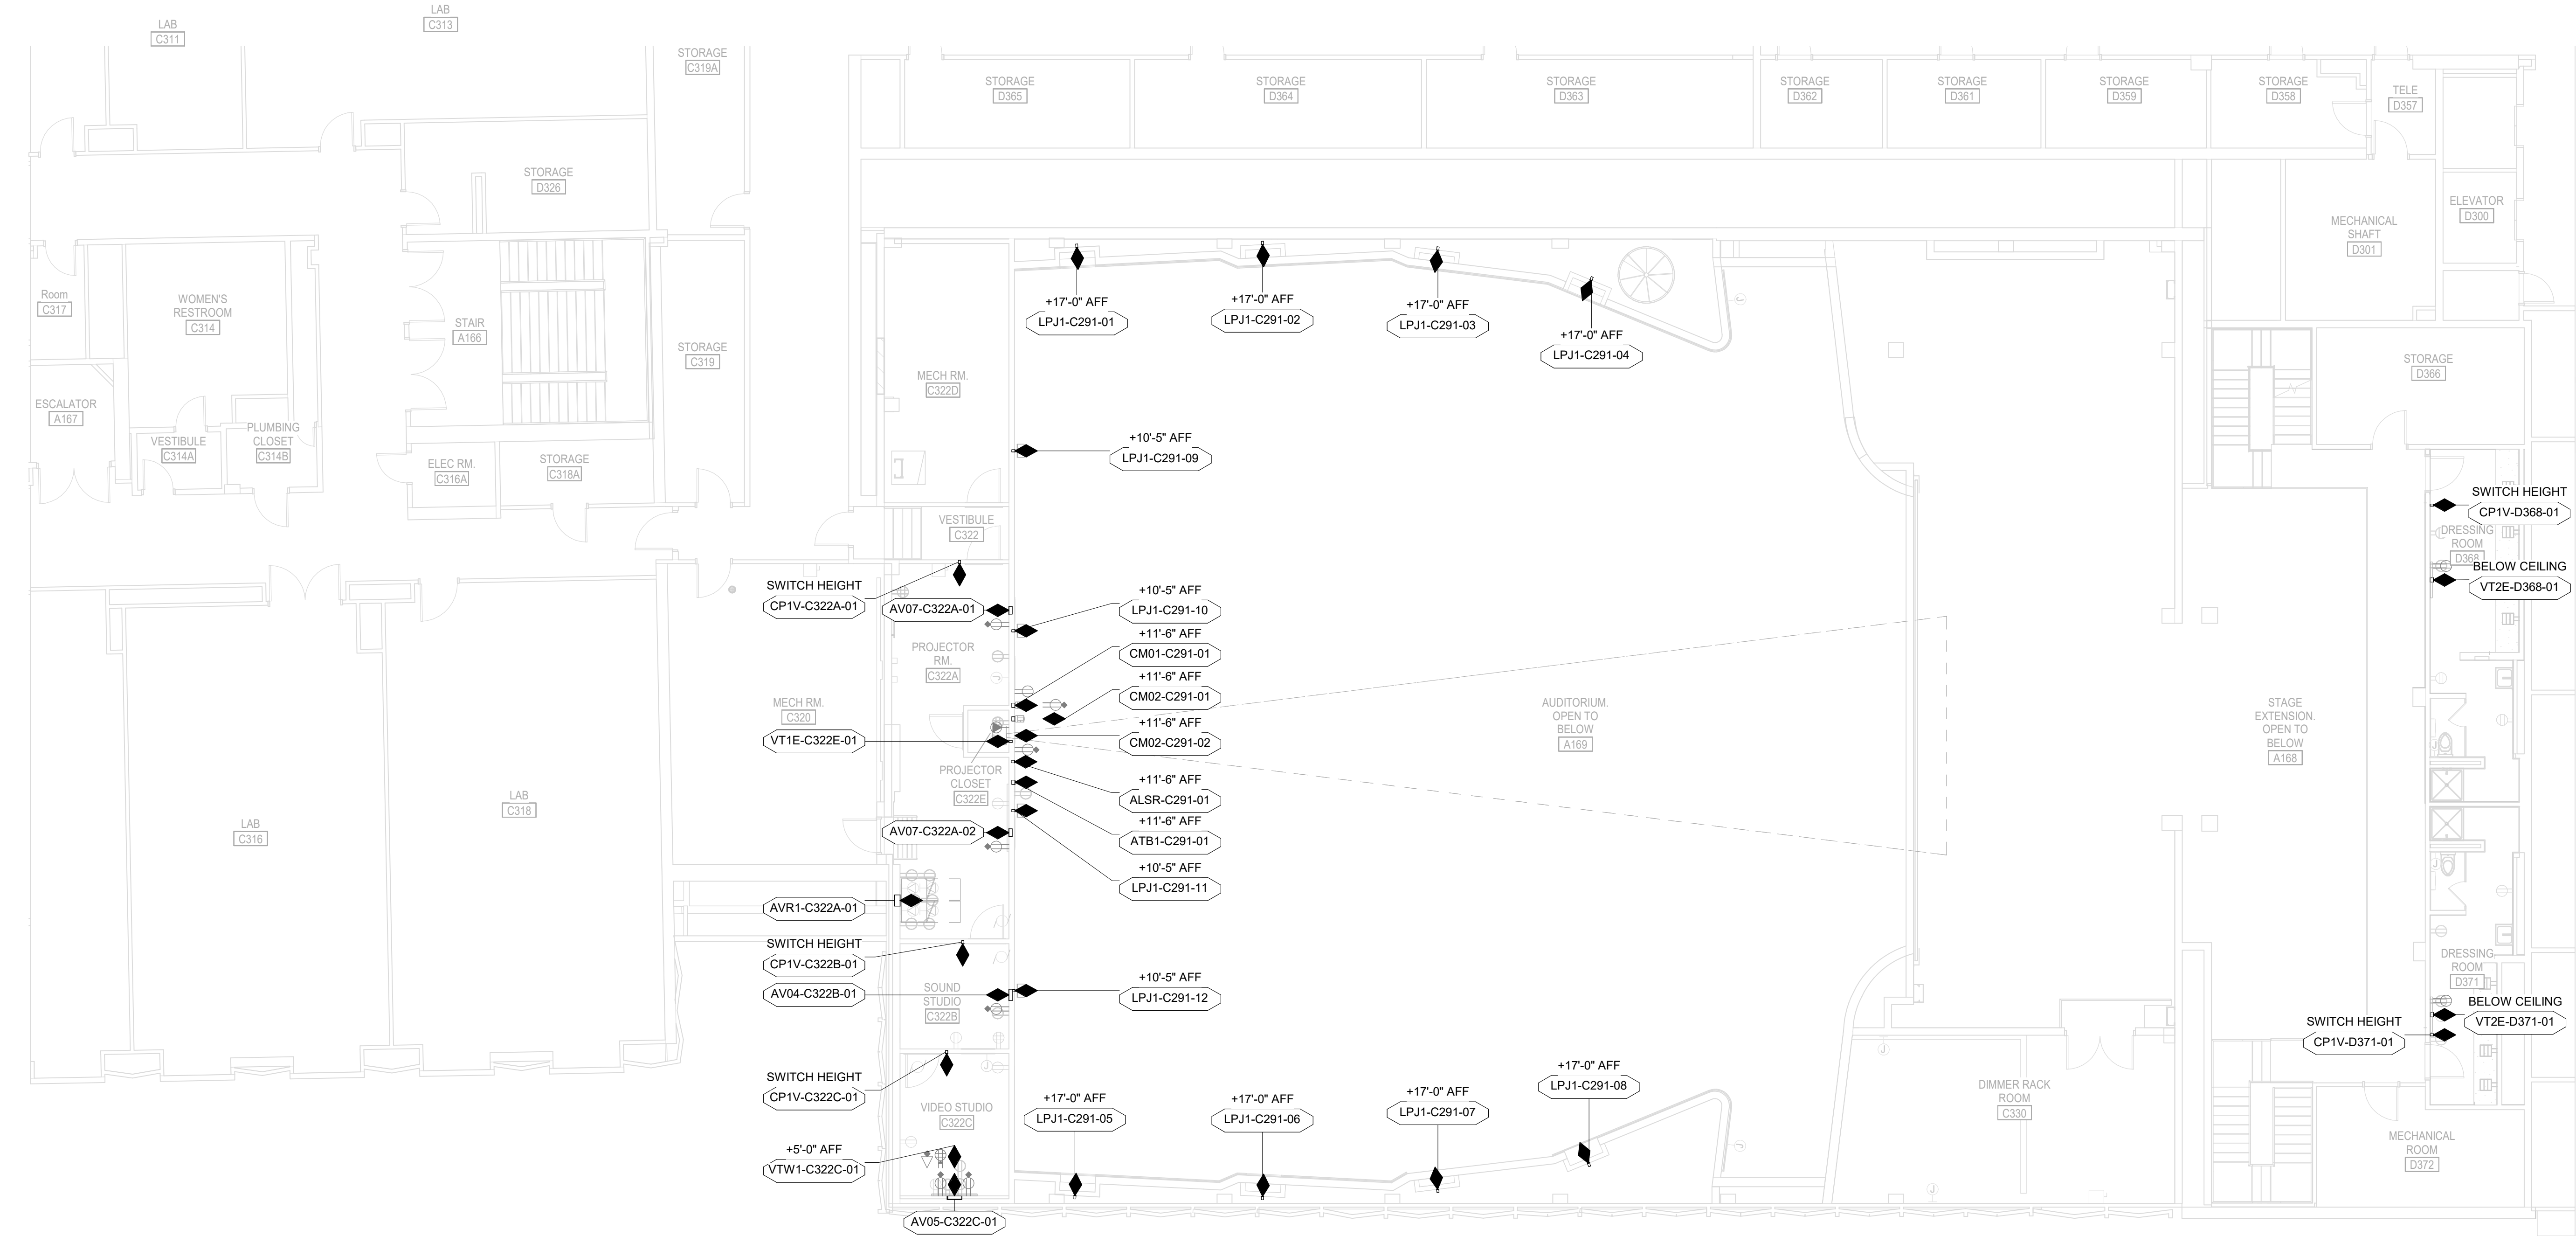 LAB
C311
LAB
C313
STORAGE
C319A
STORAGE
D365
STORAGE
D364
STORAGE
D363
STORAGE
D362
STORAGE
D361
STORAGE
D359
STORAGE
D358
TELE
D357
STORAGE
D326
ELEVATOR
D300
MECHANICAL
SHAFT
D301
Room
C317
WOMEN'S
RESTROOM
C314
STAIR
A166
STORAGE
C319
MECH RM.
C322D
+17'-0" AFF
LPJ1-C291-01
+17'-0" AFF
LPJ1-C291-02
+17'-0" AFF
LPJ1-C291-03
+17'-0" AFF
LPJ1-C291-04
STORAGE
D366
ESCALATOR
A167
VESTIBULE
C314A
PLUMBING
CLOSET
C314B
ELEC RM.
C316A
STORAGE
C318A
+10'-5" AFF
LPJ1-C291-09
VESTIBULE
C322
SWITCH HEIGHT
CP1V-D368-01
DRESSING
ROOM
D368
BELOW CEILING
VT2E-D368-01
SWITCH HEIGHT
CP1V-C322A-01
AV07-C322A-01
+10'-5" AFF
LPJ1-C291-10
+11'-6" AFF
CM01-C291-01
+11'-6" AFF
CM02-C291-01
+11'-6" AFF
CM02-C291-02
+11'-6" AFF
ALSR-C291-01
+11'-6" AFF
ATB1-C291-01
+10'-5" AFF
LPJ1-C291-11
PROJECTOR
RM.
C322A
MECH RM.
C320
VT1E-C322E-01
PROJECTOR
CLOSET
C322E
AV07-C322A-02
AUDITORIUM.
OPEN TO
BELOW
A169
STAGE
EXTENSION.
OPEN TO
BELOW
A168
LAB
C316
LAB
C318
AVR1-C322A-01
SWITCH HEIGHT
CP1V-C322B-01
AV04-C322B-01
SOUND
STUDIO
C322B
+10'-5" AFF
LPJ1-C291-12
DRESSING
ROOM
D371
BELOW CEILING
VT2E-D371-01
SWITCH HEIGHT
CP1V-D371-01
SWITCH HEIGHT
CP1V-C322C-01
VIDEO STUDIO
C322C
+17'-0" AFF
LPJ1-C291-05
+17'-0" AFF
LPJ1-C291-06
+17'-0" AFF
LPJ1-C291-07
+17'-0" AFF
LPJ1-C291-08
DIMMER RACK
ROOM
C330
MECHANICAL
ROOM
D372
+5'-0" AFF
VTW1-C322C-01
AV05-C322C-01